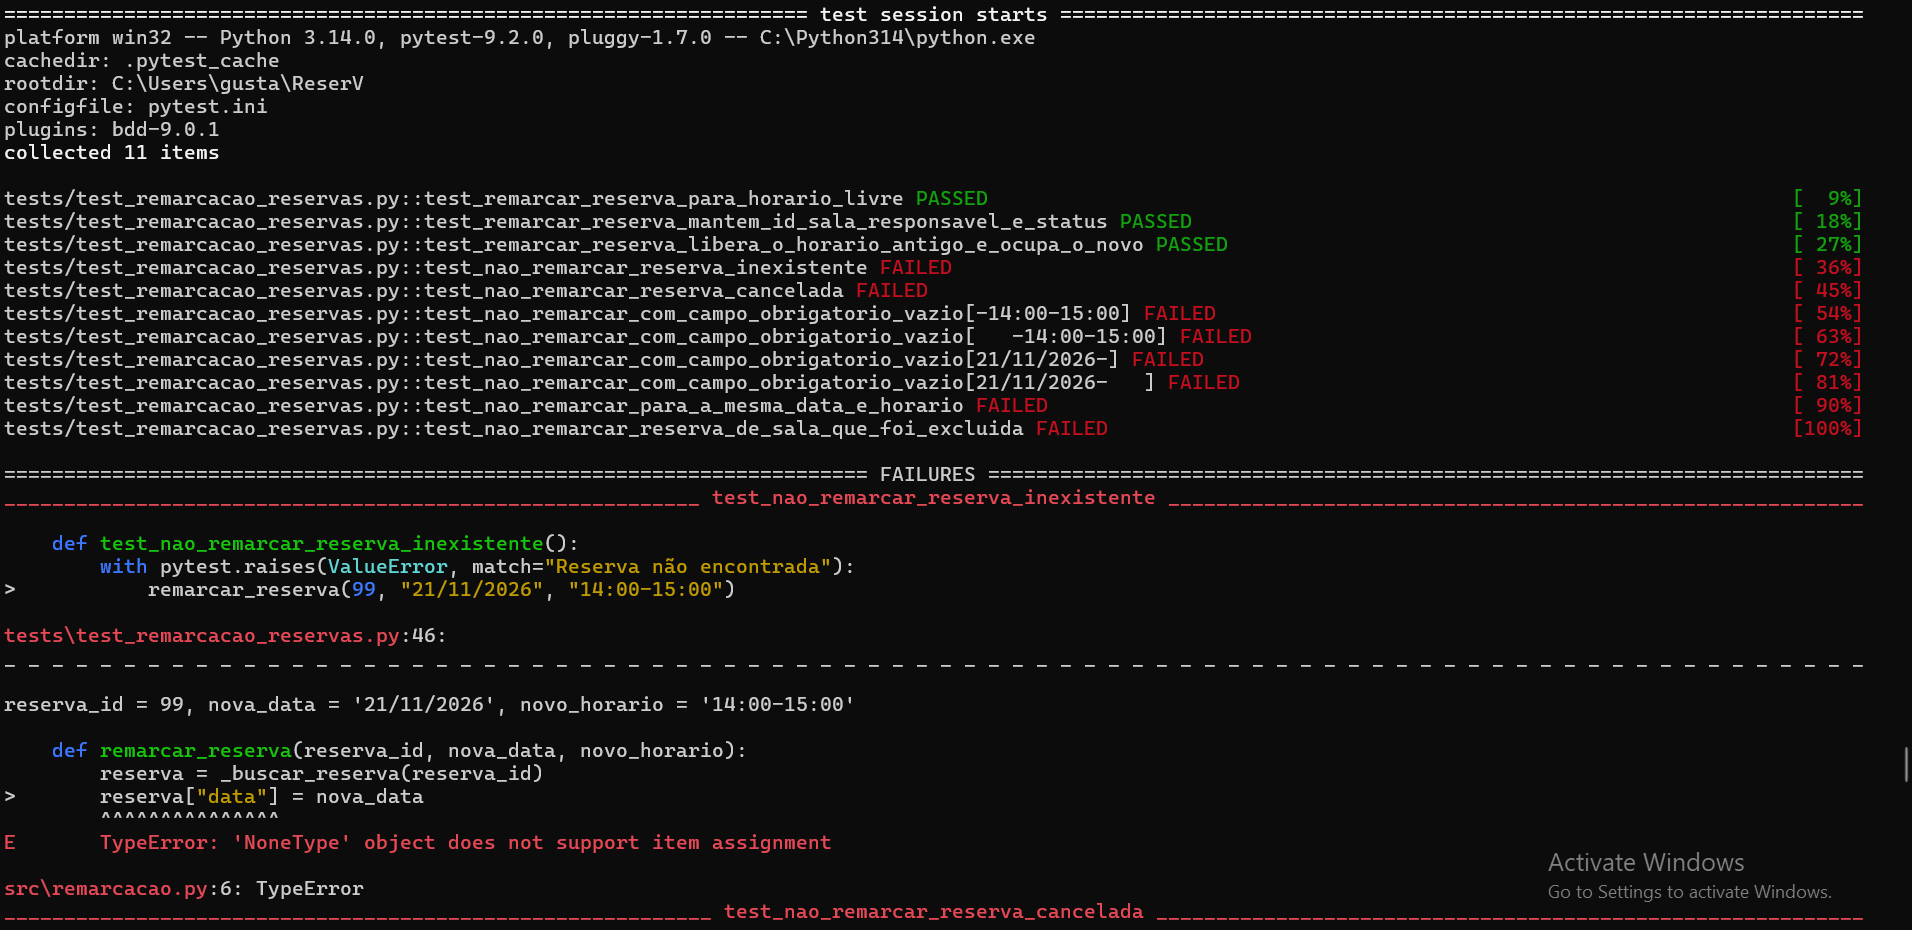 =================================================================== test session starts ===================================================================
platform win32 -- Python 3.14.0, pytest-9.2.0, pluggy-1.7.0 -- C:\Python314\python.exe
cachedir: .pytest_cache
rootdir: C:\Users\gusta\ReserV
configfile: pytest.ini
plugins: bdd-9.0.1
collected 11 items
tests/test_remarcacao_reservas.py::test_remarcar_reserva_para_horario_livre PASSED [  9%]
tests/test_remarcacao_reservas.py::test_remarcar_reserva_mantem_id_sala_responsavel_e_status PASSED [ 18%]
tests/test_remarcacao_reservas.py::test_remarcar_reserva_libera_o_horario_antigo_e_ocupa_o_novo PASSED [ 27%]
tests/test_remarcacao_reservas.py::test_nao_remarcar_reserva_inexistente FAILED [ 36%]
tests/test_remarcacao_reservas.py::test_nao_remarcar_reserva_cancelada FAILED [ 45%]
tests/test_remarcacao_reservas.py::test_nao_remarcar_com_campo_obrigatorio_vazio[-14:00-15:00] FAILED [ 54%]
tests/test_remarcacao_reservas.py::test_nao_remarcar_com_campo_obrigatorio_vazio[   -14:00-15:00] FAILED [ 63%]
tests/test_remarcacao_reservas.py::test_nao_remarcar_com_campo_obrigatorio_vazio[21/11/2026-] FAILED [ 72%]
tests/test_remarcacao_reservas.py::test_nao_remarcar_com_campo_obrigatorio_vazio[21/11/2026-   ] FAILED [ 81%]
tests/test_remarcacao_reservas.py::test_nao_remarcar_para_a_mesma_data_e_horario FAILED [ 90%]
tests/test_remarcacao_reservas.py::test_nao_remarcar_reserva_de_sala_que_foi_excluida FAILED [100%]
======================================================================== FAILURES =========================================================================
__________________________________________________________ test_nao_remarcar_reserva_inexistente __________________________________________________________
    def test_nao_remarcar_reserva_inexistente():
        with pytest.raises(ValueError, match="Reserva não encontrada"):
>           remarcar_reserva(99, "21/11/2026", "14:00-15:00")
tests\test_remarcacao_reservas.py:46:
_ _ _ _ _ _ _ _ _ _ _ _ _ _ _ _ _ _ _ _ _ _ _ _ _ _ _ _ _ _ _ _ _ _ _ _ _ _ _ _ _ _ _ _ _ _ _ _ _ _ _ _ _ _ _ _ _ _ _ _ _ _ _ _ _ _ _ _ _ _ _ _ _ _ _ _ _ _
reserva_id = 99, nova_data = '21/11/2026', novo_horario = '14:00-15:00'
    def remarcar_reserva(reserva_id, nova_data, novo_horario):
        reserva = _buscar_reserva(reserva_id)
>       reserva["data"] = nova_data
        ^^^^^^^^^^^^^^^
E       TypeError: 'NoneType' object does not support item assignment
src\remarcacao.py:6: TypeError
___________________________________________________________ test_nao_remarcar_reserva_cancelada ___________________________________________________________
Activate Windows
Go to Settings to activate Windows.